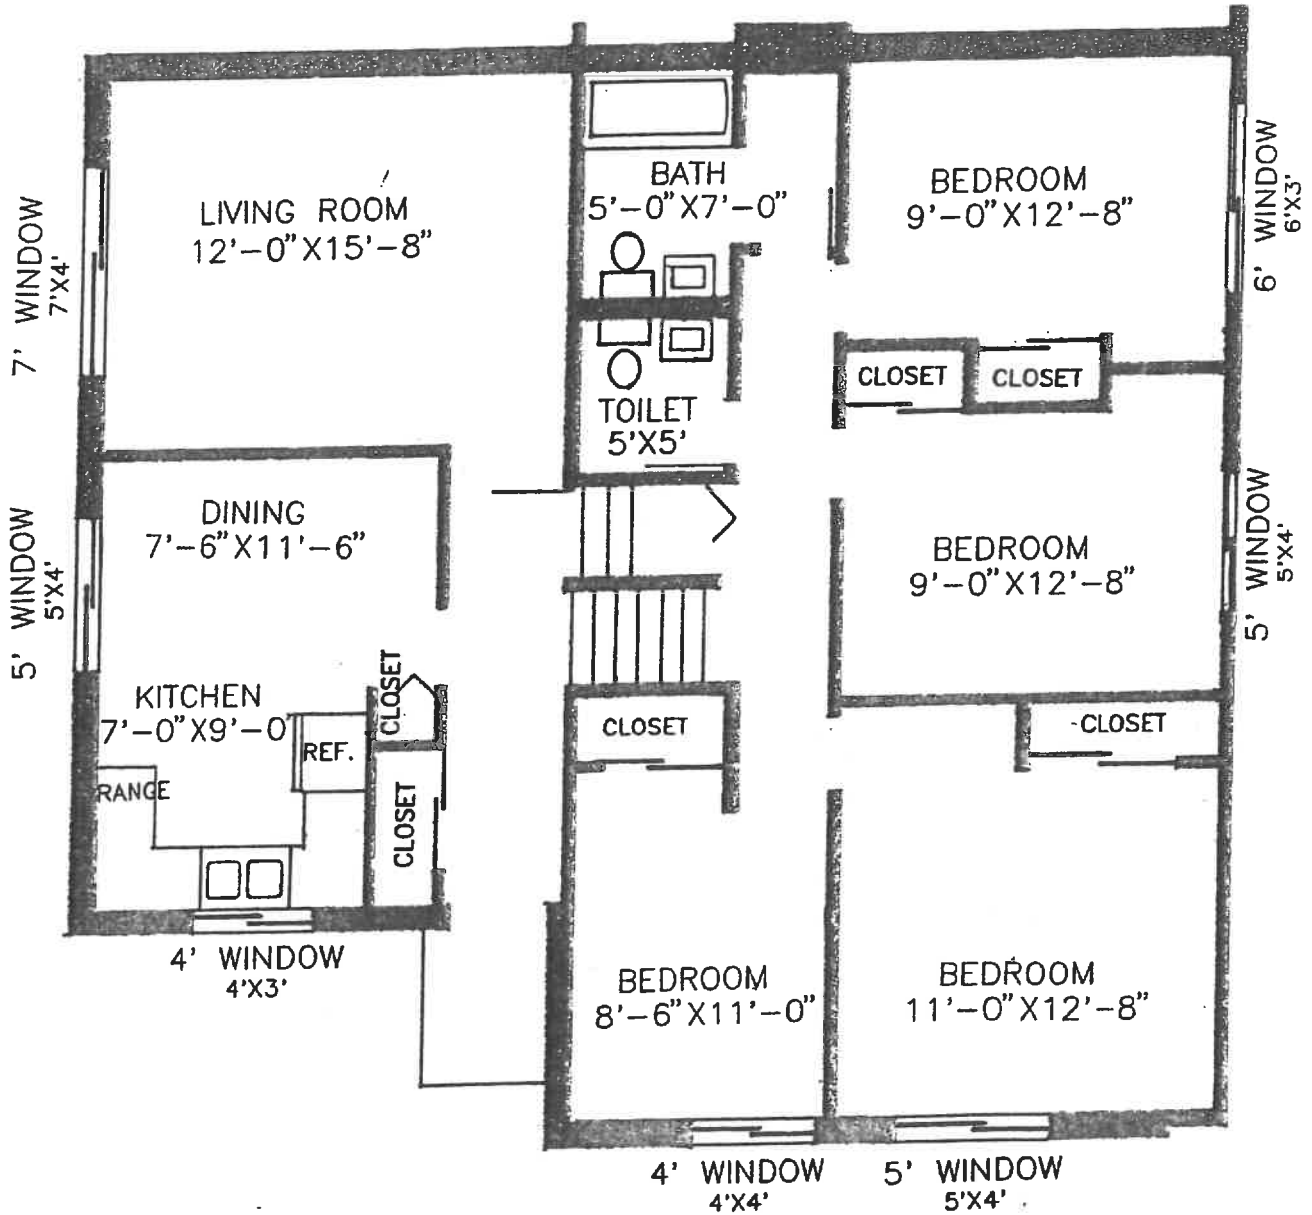 LIVING ROOM
12'-0"X15'-8"
BATH
5'-0"X7'-0"
BEDROOM
9'-0"X12'-8"
7' WINDOW
7'X4'
6' WINDOW
6'X3'
CLOSET
CLOSET
TOILET
5'X5'
DINING
7'-6"X11'-6"
5' WINDOW
5'X4'
BEDROOM
9'-0"X12'-8"
5' WINDOW
5'X4'
KITCHEN
7'-0"X9'-0
CLOSET
REF.
RANGE
CLOSET
CLOSET
CLOSET
4' WINDOW
4'X3'
BEDROOM
8'-6"X11'-0"
BEDROOM
11'-0"X12'-8"
4' WINDOW
4'X4'
5' WINDOW
5'X4'